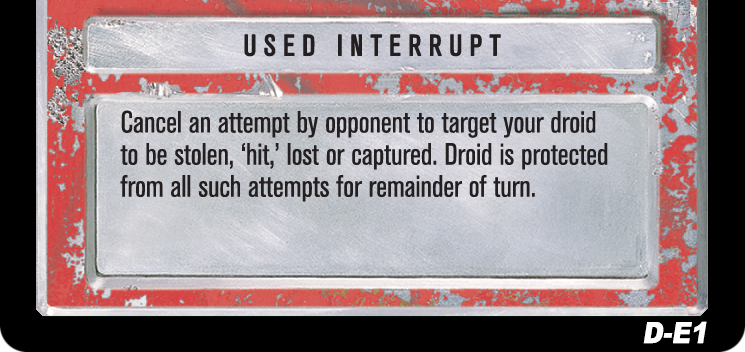 USED INTERRUPT
Cancel an attempt by opponent to target your droid
to be stolen, ‘hit,’ lost or captured. Droid is protected
from all such attempts for remainder of turn.
D-E1